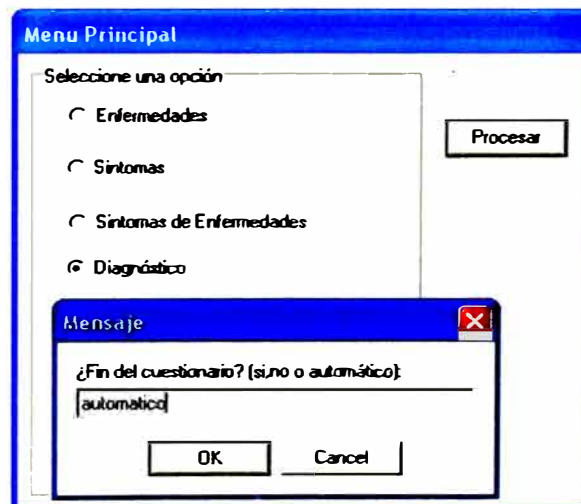 Menu Principal
Seleccione una opción
Enfermedades
Procesar
Sintomas
Sintomas de Enfermedades
Diagnóstico
Mensaje
¿Fin del cuestionario? (si,no o automático):
automatico
OK
Cancel